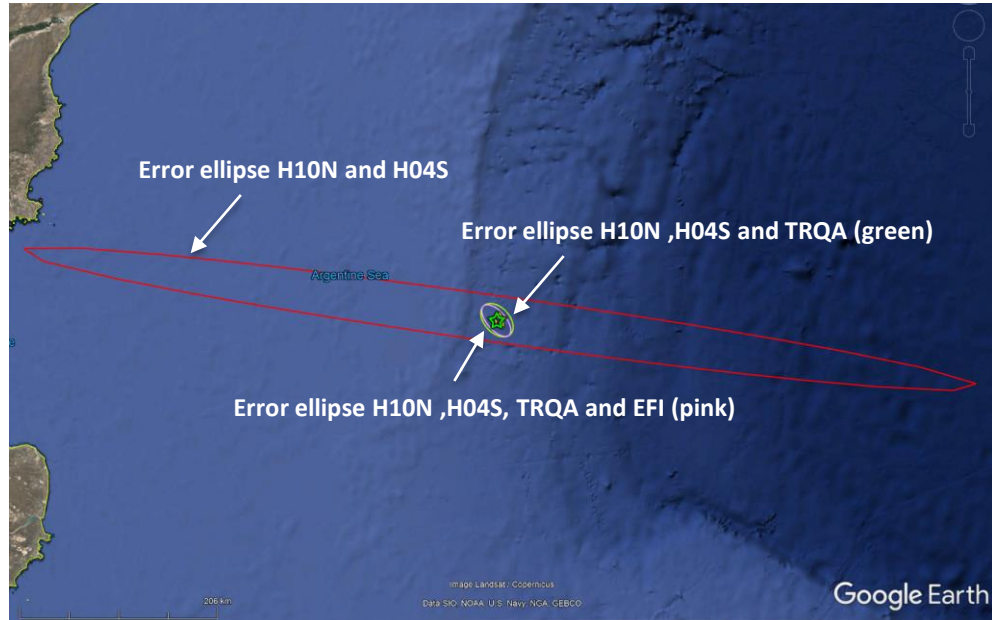 Error ellipse H10N and H04S
Error ellipse H10N ,H04S and TRQA (green)
Argentine Sea
Error ellipse H10N ,H04S, TRQA and EFI (pink)
Image Landsat / Copernicus
Data SIO, NOAA, U.S. Navy, NGA, GEBCO
206 km
Google Earth